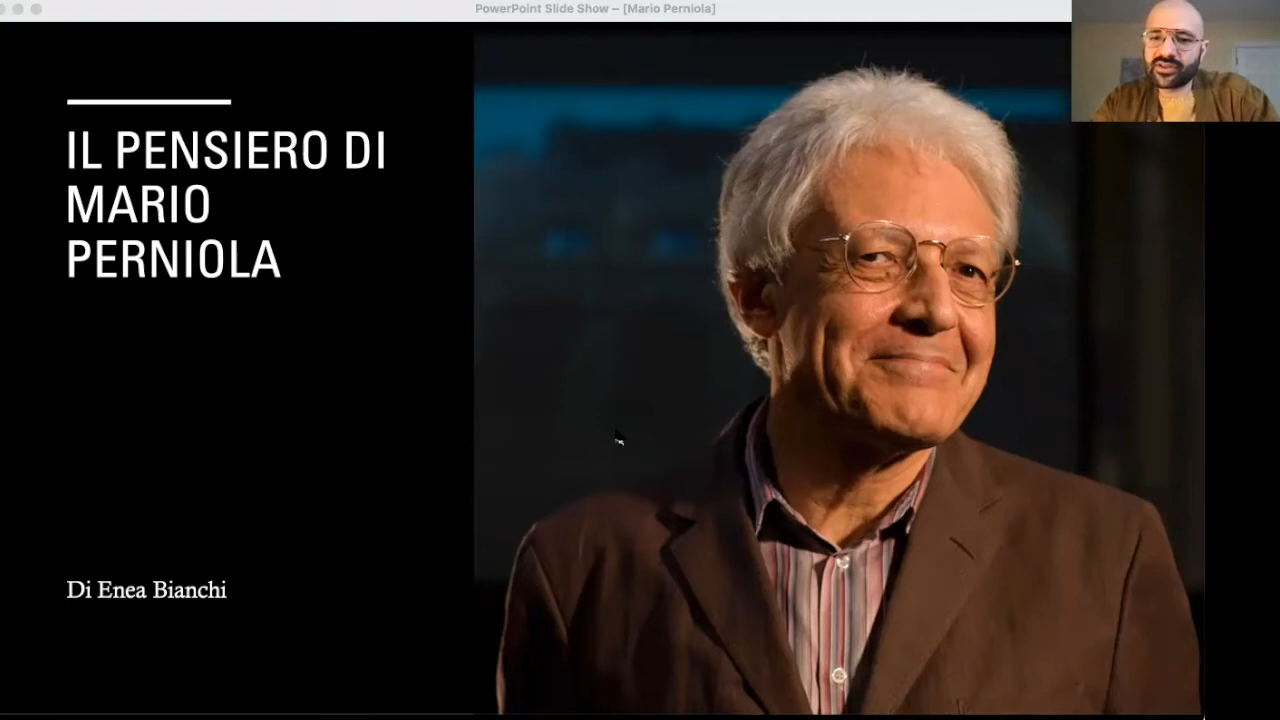 PowerPoint Slide Show – [Mario Perniola]
IL PENSIERO DI
MARIO
PERNIOLA
Di Enea Bianchi